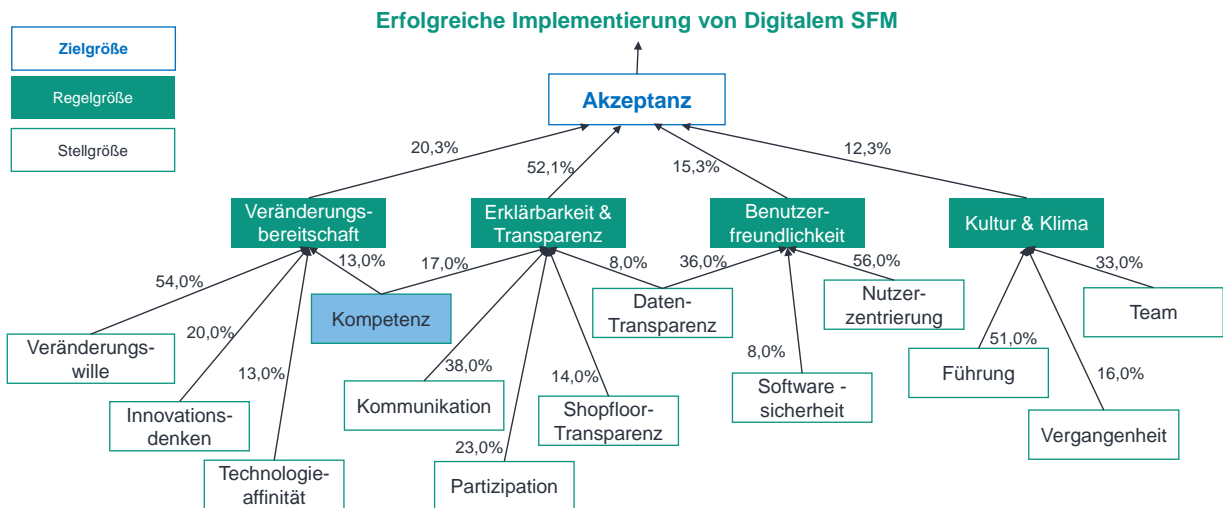 Erfolgreiche Implementierung von Digitalem SFM
Zielgröße
Regelgröße
Stellgröße
Akzeptanz
20,3%
52,1%
15,3%
12,3%
Veränderungs-
bereitschaft
Erklärbarkeit &
Transparenz
Benutzer-
freundlichkeit
Kultur & Klima
54,0%
20,0%
13,0%
13,0%
17,0%
38,0%
23,0%
14,0%
8,0%
36,0%
8,0%
56,0%
51,0%
16,0%
33,0%
Veränderungs-
wille
Innovations-
denken
Technologie-
affinität
Kompetenz
Kommunikation
Partizipation
Shopfloor-
Transparenz
Daten-
Transparenz
Software -
sicherheit
Nutzer-
zentrierung
Führung
Vergangenheit
Team